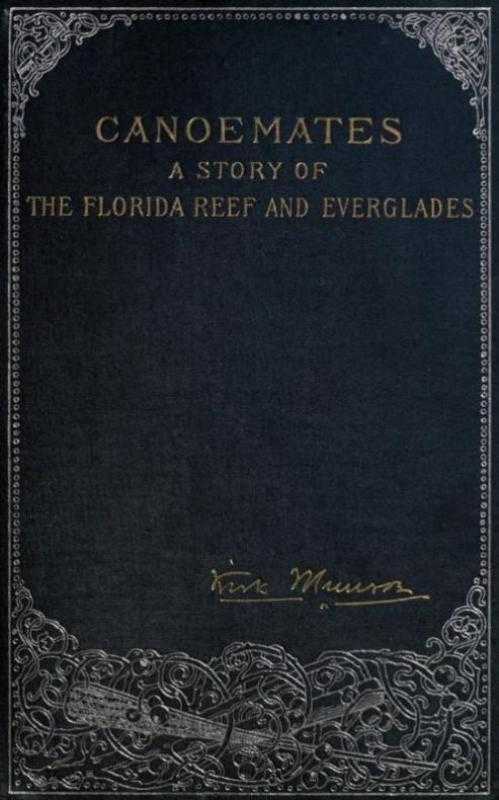 CANOEMATES
A STORY OF
THE FLORIDA REEF AND EVERGLADES
Kirk Munroe